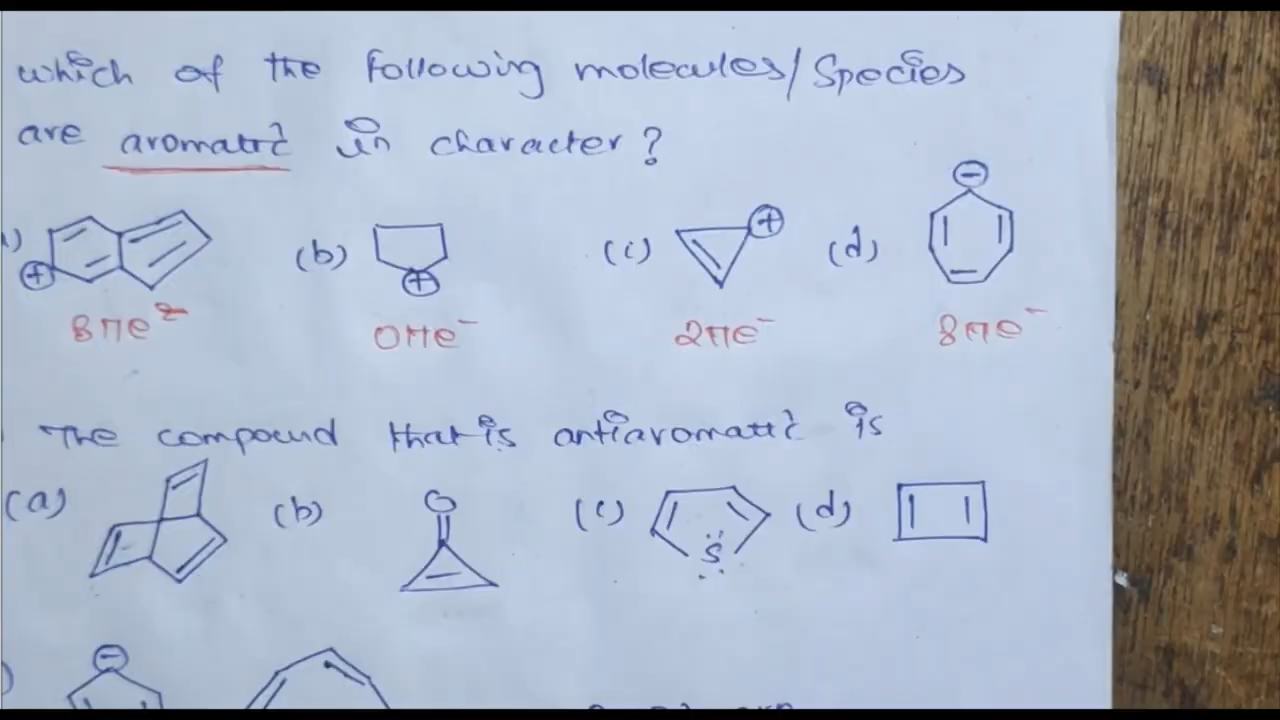 which of the following molecules/Species
are aromatic in character?
(b) (c) (d)
8πe⁻ 0πe⁻ 2πe⁻ 8πe⁻
The compound that is antiaromatic is
(a) (b) (c) (d)
O
S